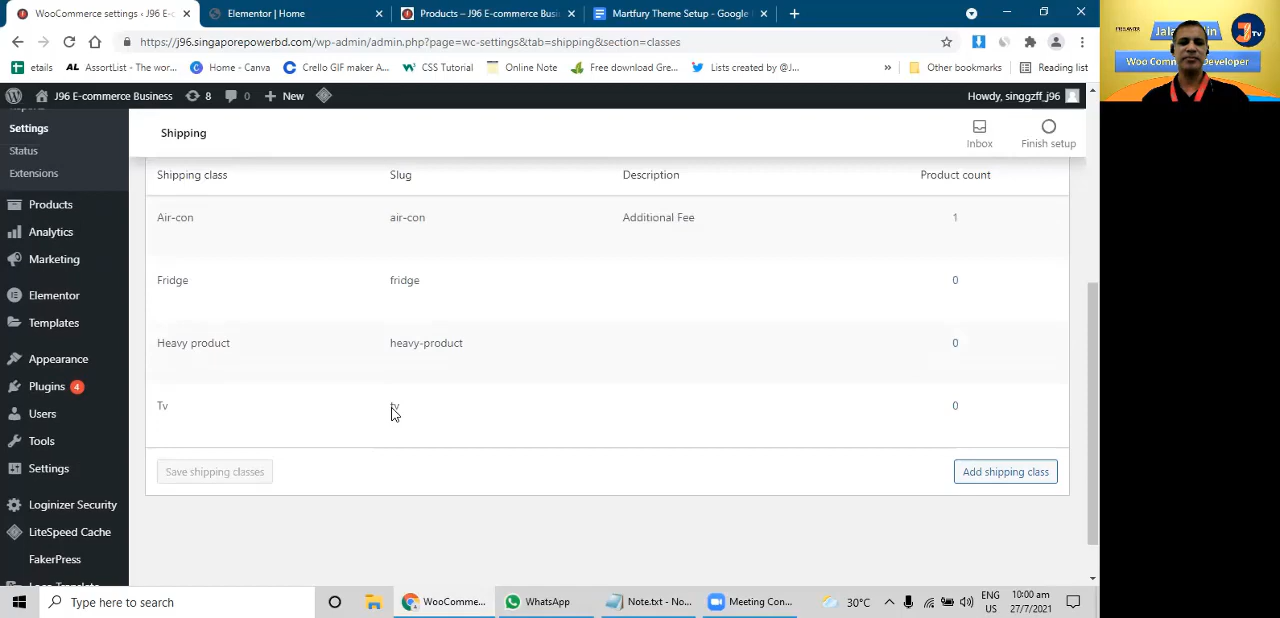 WooCommerce settings ‹ J96 E-c
Elementor | Home
Products – J96 E-commerce Busi
Martfury Theme Setup - Google
https://j96.singaporepowerbd.com/wp-admin/admin.php?page=wc-settings&tab=shipping&section=classes
etails
AssortList - The wor...
Home - Canva
Crello GIF maker A...
CSS Tutorial
Online Note
Free download Gre...
Lists created by @J...
»
Other bookmarks
Reading list
J96 E-commerce Business
8
0
New
Howdy, singgzff_j96
Settings
Status
Extensions
Products
Analytics
Marketing
Elementor
Templates
Appearance
Plugins 4
Users
Tools
Settings
Loginizer Security
LiteSpeed Cache
FakerPress
Shipping
Inbox
Finish setup
Shipping class Slug Description Product count
Air-con air-con Additional Fee 1
Fridge fridge 0
Heavy product heavy-product 0
Tv tv 0
Save shipping classes
Add shipping class
Type here to search
WooComme...
WhatsApp
Note.txt - No...
Meeting Con...
30°C
ENG
US
10:00 am
27/7/2021
Tv